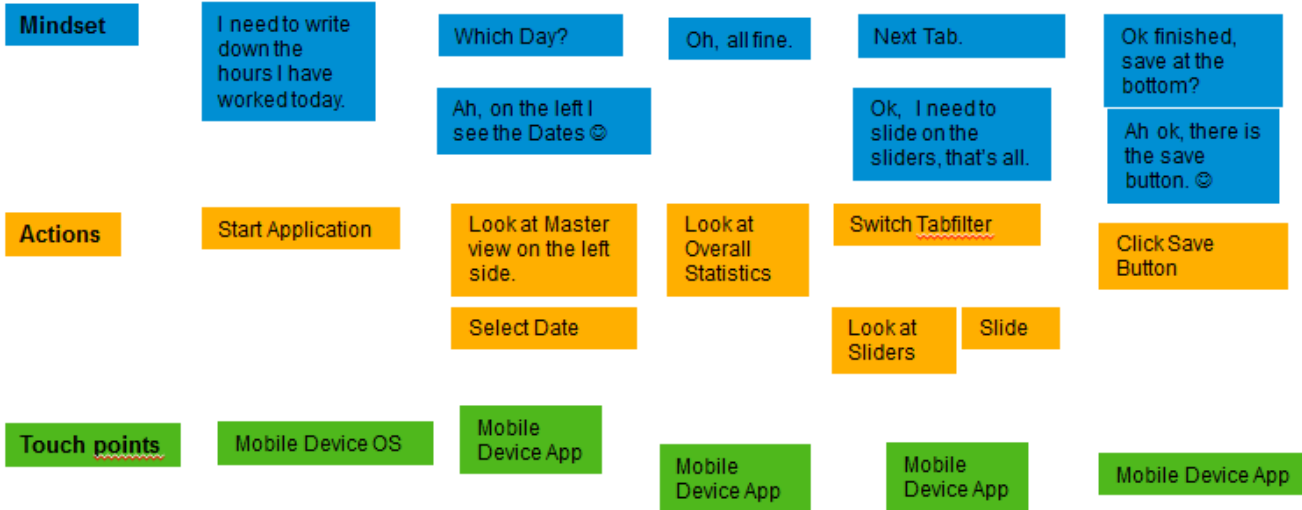 Mindset
I need to write
down the
hours I have
worked today.
Which Day?
Ah, on the left I
see the Dates ☺
Oh, all fine.
Next Tab.
Ok, I need to
slide on the
sliders, that's all.
Ok finished,
save at the
bottom?
Ah ok, there is
the save
button. ☺
Actions
Start Application
Look at Master
view on the left
side.
Select Date
Look at
Overall
Statistics
Switch Tabfilter
Look at
Sliders
Slide
Click Save
Button
Touch points
Mobile Device OS
Mobile
Device App
Mobile
Device App
Mobile
Device App
Mobile Device App